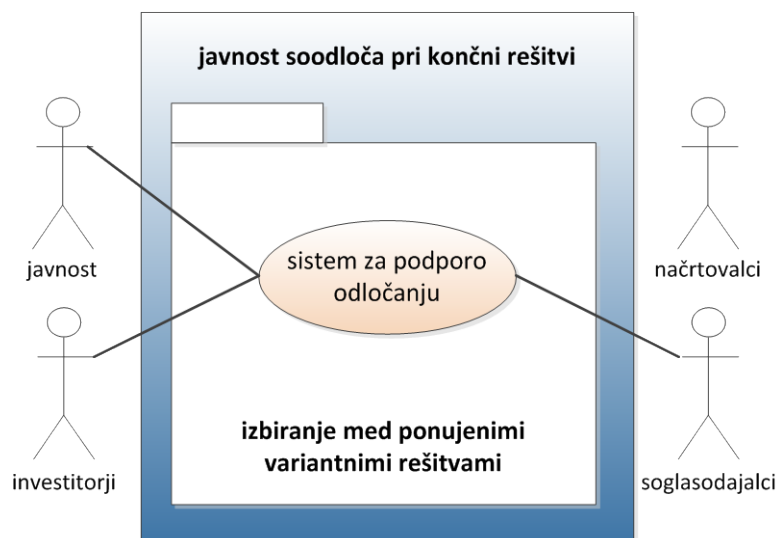 javnost soodloča pri končni rešitvi
javnost
načrtovalci
sistem za podporo
odločanju
izbiranje med ponujenimi
variantnimi rešitvami
investitorji
soglasodajalci